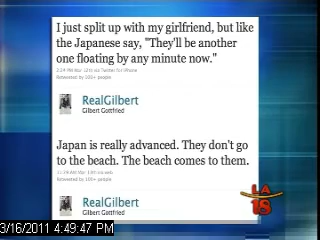 I just split up with my girlfriend, but like
the Japanese say, "They'll be another
one floating by any minute now."
RealGilbert
Gilbert Gottfried
Japan is really advanced. They don't go
to the beach. The beach comes to them.
RealGilbert
Gilbert Gottfried
LA
18
3/16/2011 4:49:47 PM